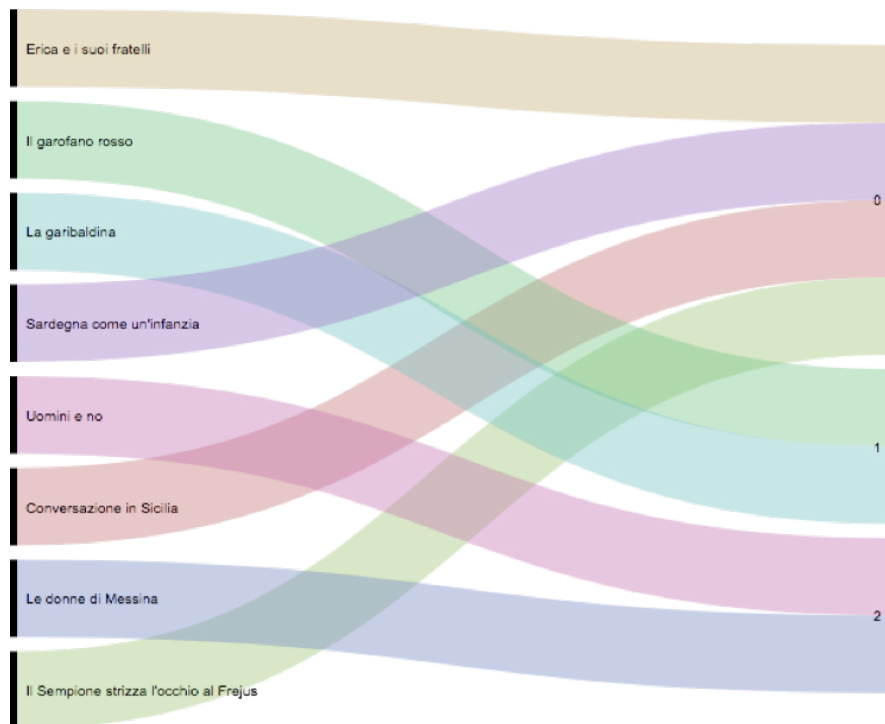 Erica e i suoi fratelli
Il garofano rosso
La garibaldina
Sardegna come un'infanzia
Uomini e no
Conversazione in Sicilia
Le donne di Messina
Il Sempione strizza l'occhio al Frejus
0
1
2